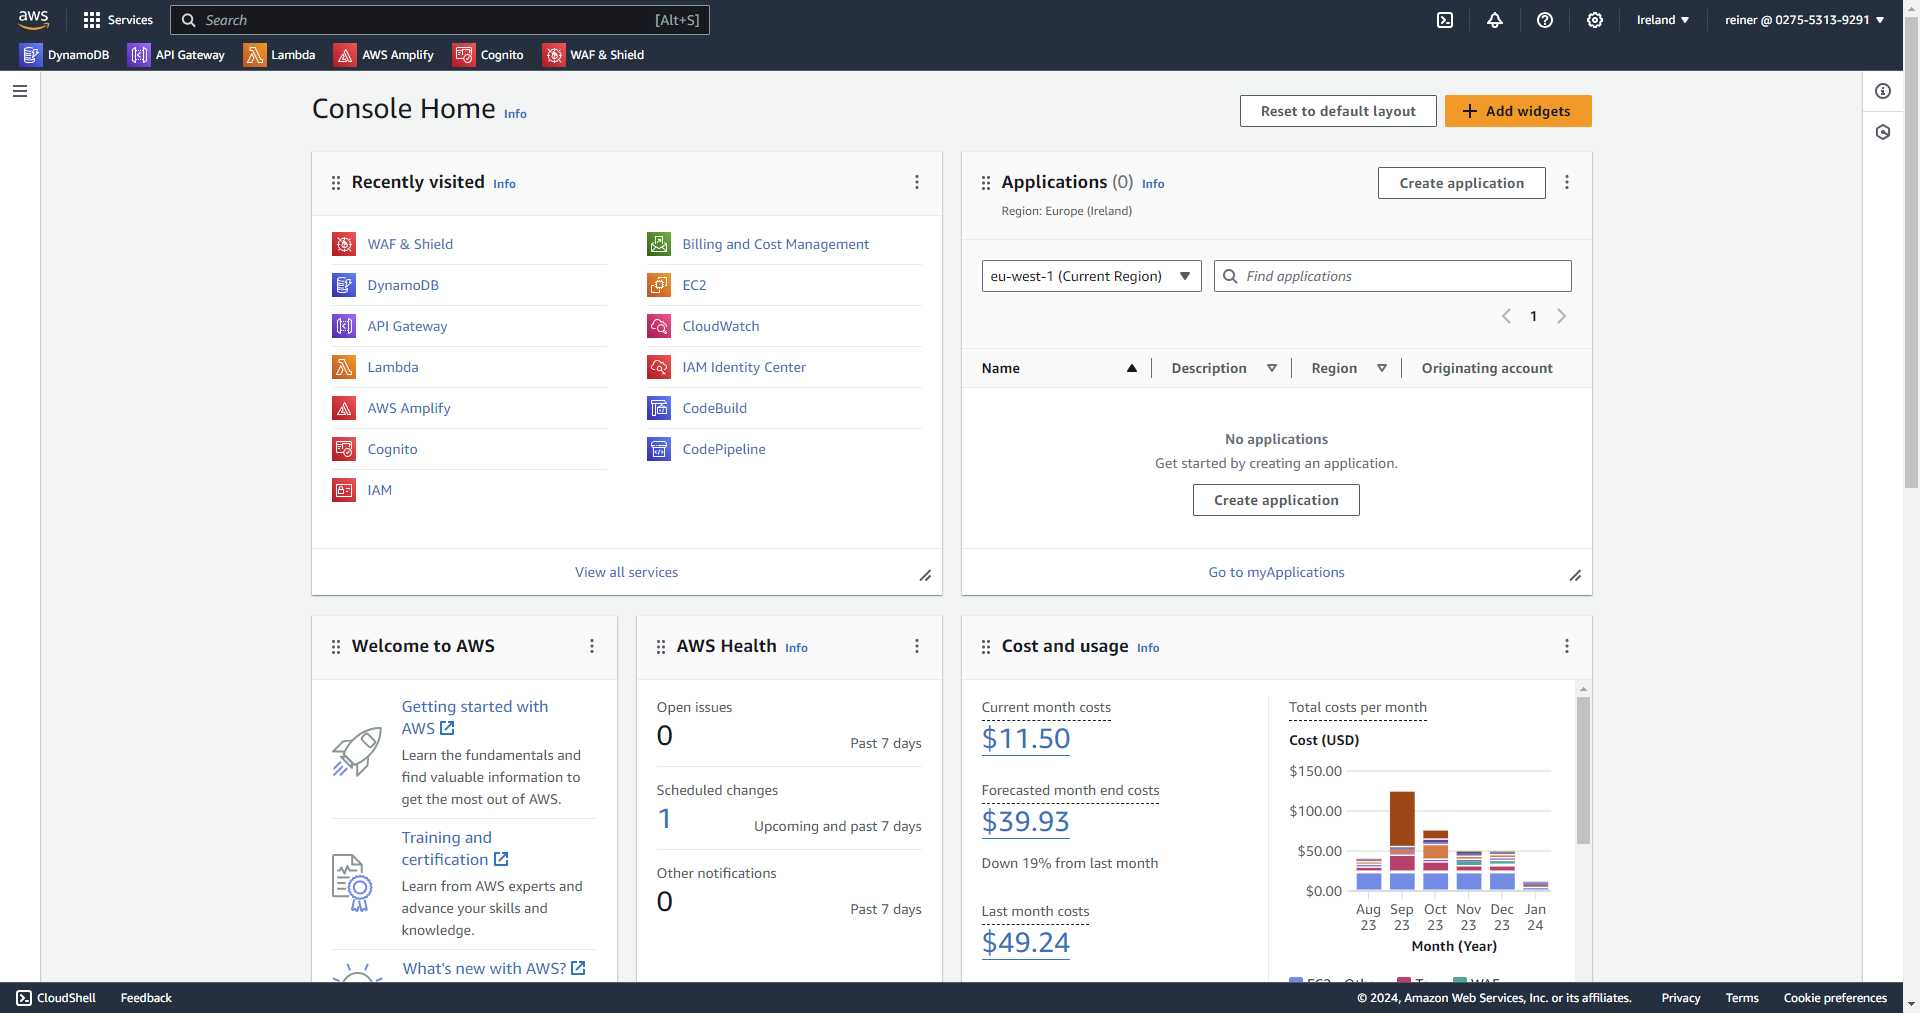 aws
Services
Search
[Alt+S]
Ireland
reiner @ 0275-5313-9291
DynamoDB
API Gateway
Lambda
AWS Amplify
Cognito
WAF & Shield
Console Home Info
Reset to default layout
Add widgets
Recently visited Info
WAF & Shield
DynamoDB
API Gateway
Lambda
AWS Amplify
Cognito
IAM
Billing and Cost Management
EC2
CloudWatch
IAM Identity Center
CodeBuild
CodePipeline
View all services
Applications (0) Info
Region: Europe (Ireland)
Create application
eu-west-1 (Current Region)
Find applications
1
Name
Description
Region
Originating account
No applications
Get started by creating an application.
Create application
Go to myApplications
Welcome to AWS
Getting started with
AWS
Learn the fundamentals and
find valuable information to
get the most out of AWS.
Training and
certification
Learn from AWS experts and
advance your skills and
knowledge.
What's new with AWS?
AWS Health Info
Open issues
0
Past 7 days
Scheduled changes
1
Upcoming and past 7 days
Other notifications
0
Past 7 days
Cost and usage Info
Current month costs
$11.50
Forecasted month end costs
$39.93
Down 19% from last month
Last month costs
$49.24
Total costs per month
Cost (USD)
$150.00
$100.00
$50.00
$0.00
Aug Sep Oct Nov Dec Jan
23 23 23 23 23 24
Month (Year)
CloudShell
Feedback
© 2024, Amazon Web Services, Inc. or its affiliates.
Privacy
Terms
Cookie preferences